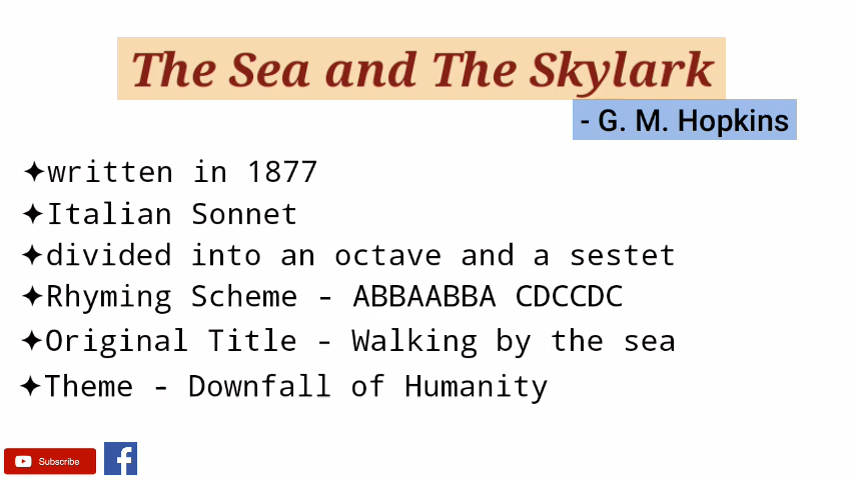 The Sea and The Skylark
- G. M. Hopkins
✦written in 1877
✦Italian Sonnet
✦divided into an octave and a sestet
✦Rhyming Scheme - ABBAABBA CDCCDC
✦Original Title - Walking by the sea
✦Theme - Downfall of Humanity
Subscribe